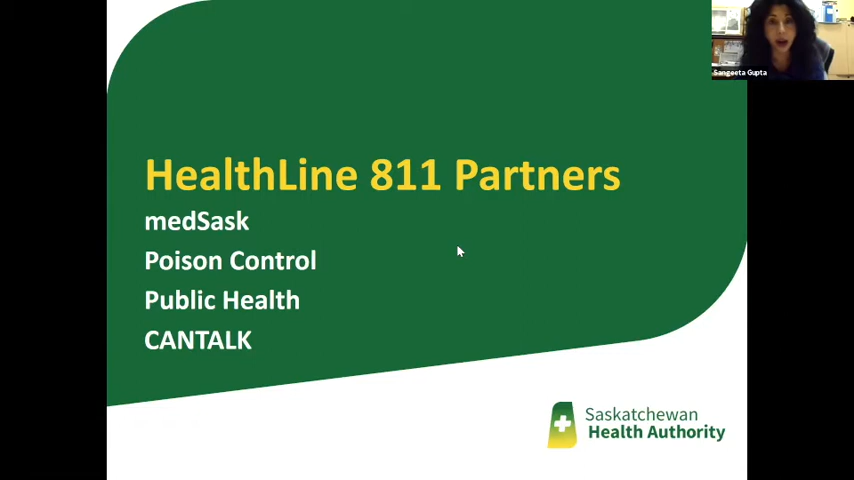 Sangeeta Gupta
HealthLine 811 Partners
medSask
Poison Control
Public Health
CANTALK
Saskatchewan
Health Authority